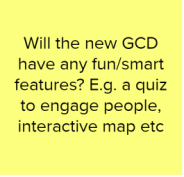 Will the new GCD
have any fun/smart
features? E.g. a quiz
to engage people,
interactive map etc